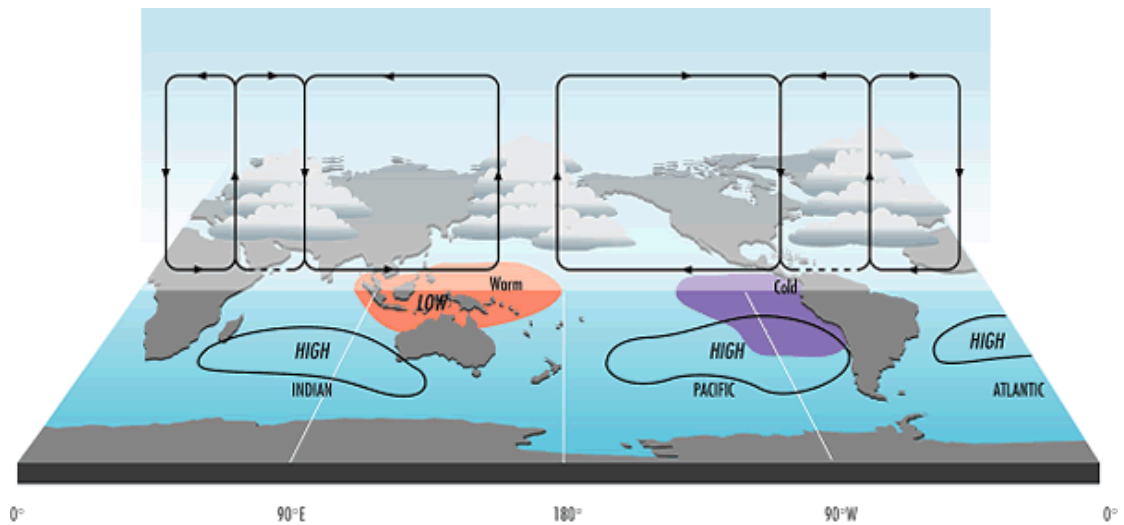 Warm
LOW
Cold
HIGH
HIGH
HIGH
INDIAN
PACIFIC
ATLANTIC
0°
90°E
180°
90°W
0°